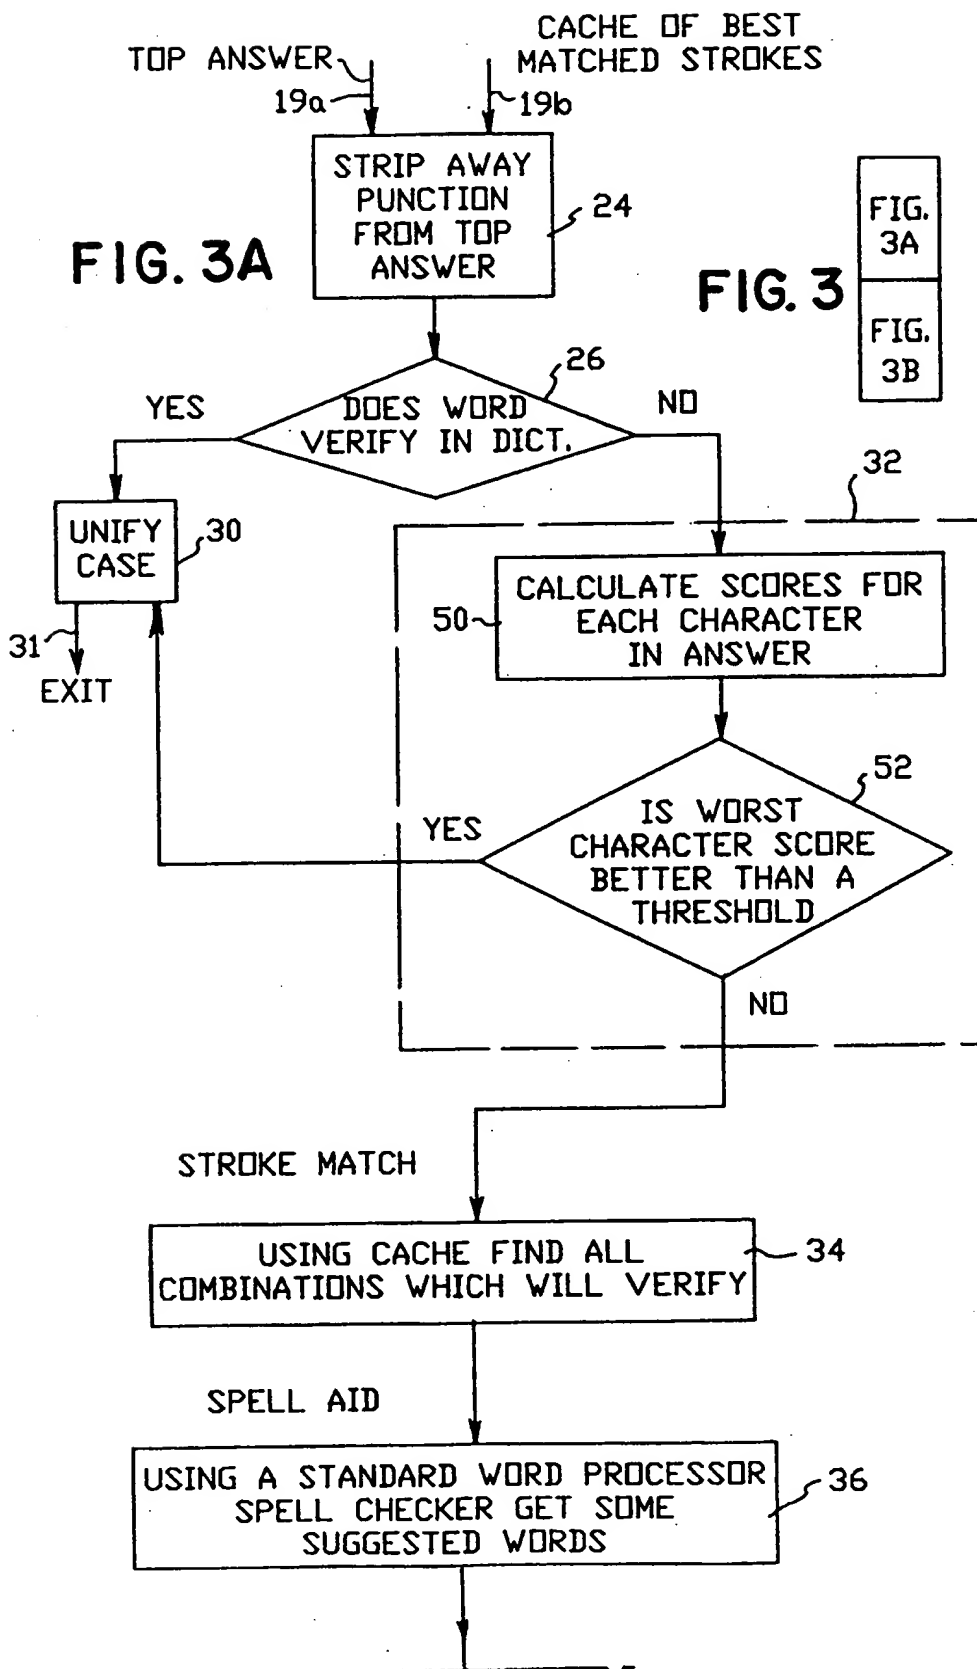 CACHE OF BEST
MATCHED STROKES
TOP ANSWER
19a
19b
STRIP AWAY
PUNCTION
FROM TOP
ANSWER
24
FIG. 3A
FIG. 3
FIG.
3A
FIG.
3B
26
YES
NO
DOES WORD
VERIFY IN DICT.
32
UNIFY
CASE
30
31
EXIT
CALCULATE SCORES FOR
EACH CHARACTER
IN ANSWER
50
52
IS WORST
CHARACTER SCORE
BETTER THAN A
THRESHOLD
YES
NO
STROKE MATCH
USING CACHE FIND ALL
COMBINATIONS WHICH WILL VERIFY
34
SPELL AID
USING A STANDARD WORD PROCESSOR
SPELL CHECKER GET SOME
SUGGESTED WORDS
36